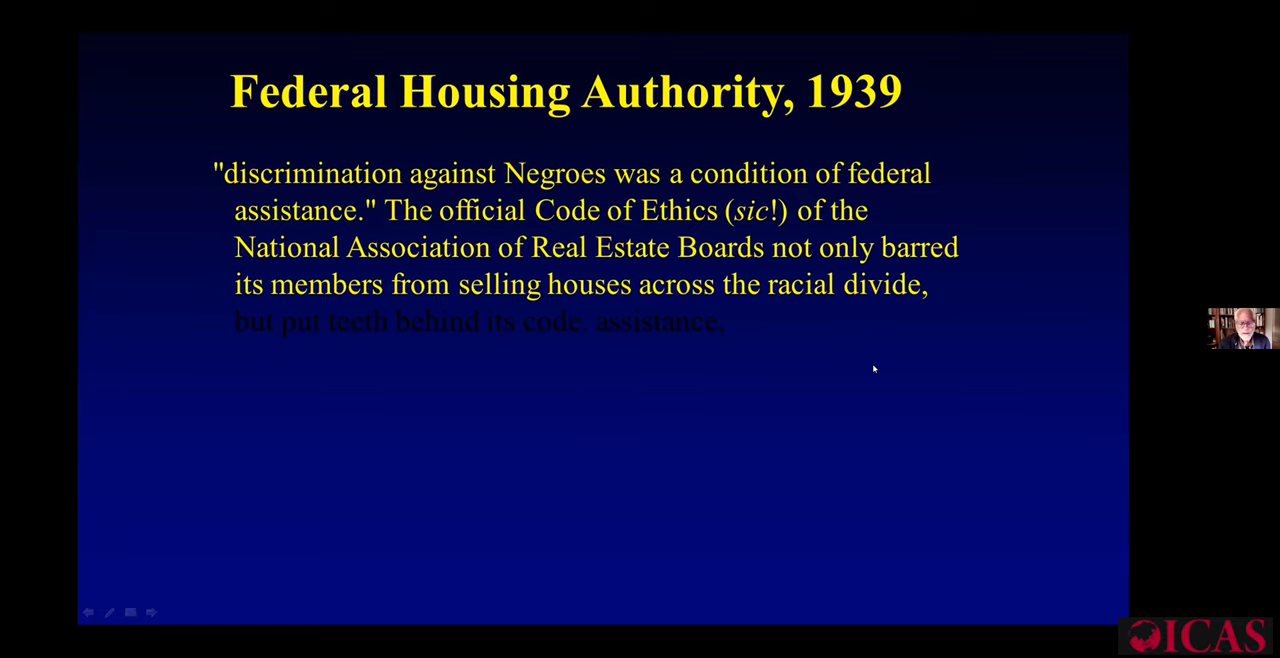 Federal Housing Authority, 1939
"discrimination against Negroes was a condition of federal
assistance." The official Code of Ethics (sic!) of the
National Association of Real Estate Boards not only barred
its members from selling houses across the racial divide,
but put teeth behind its code. assistance,
ICAS